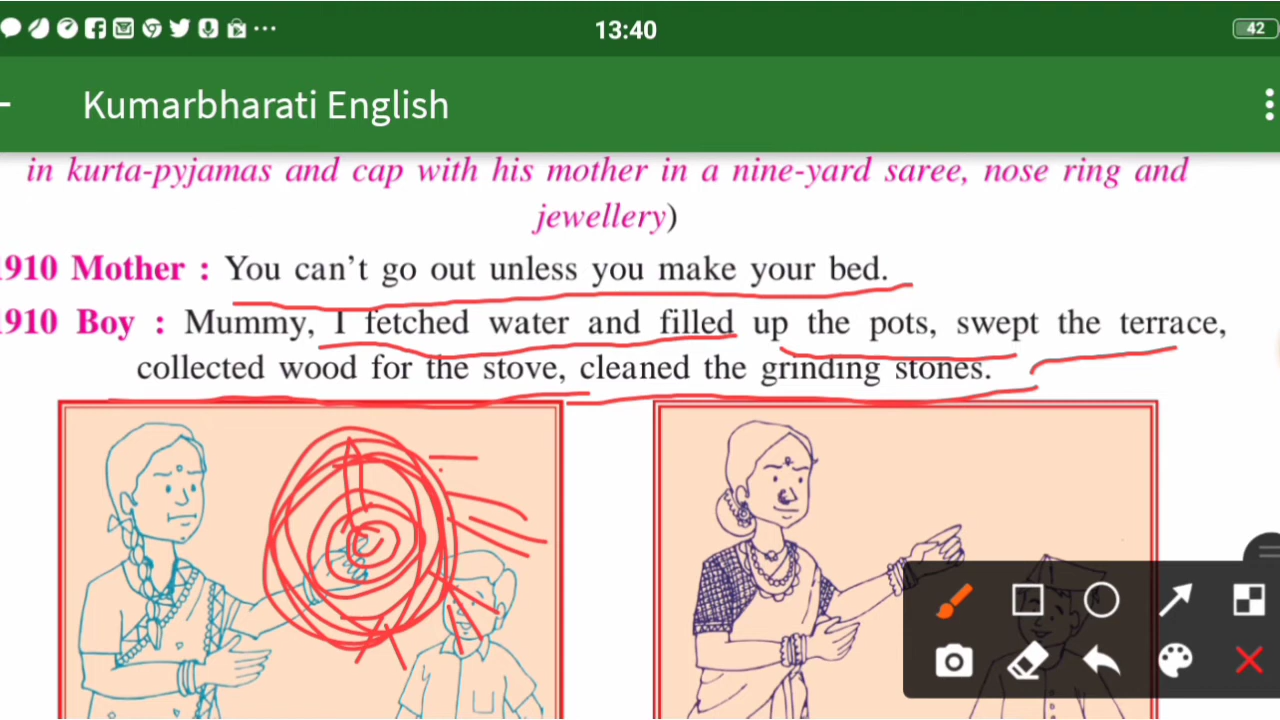 13:40
42
Kumarbharati English
in kurta-pyjamas and cap with his mother in a nine-yard saree, nose ring and
jewellery)
1910 Mother : You can't go out unless you make your bed.
1910 Boy : Mummy, I fetched water and filled up the pots, swept the terrace,
collected wood for the stove, cleaned the grinding stones.